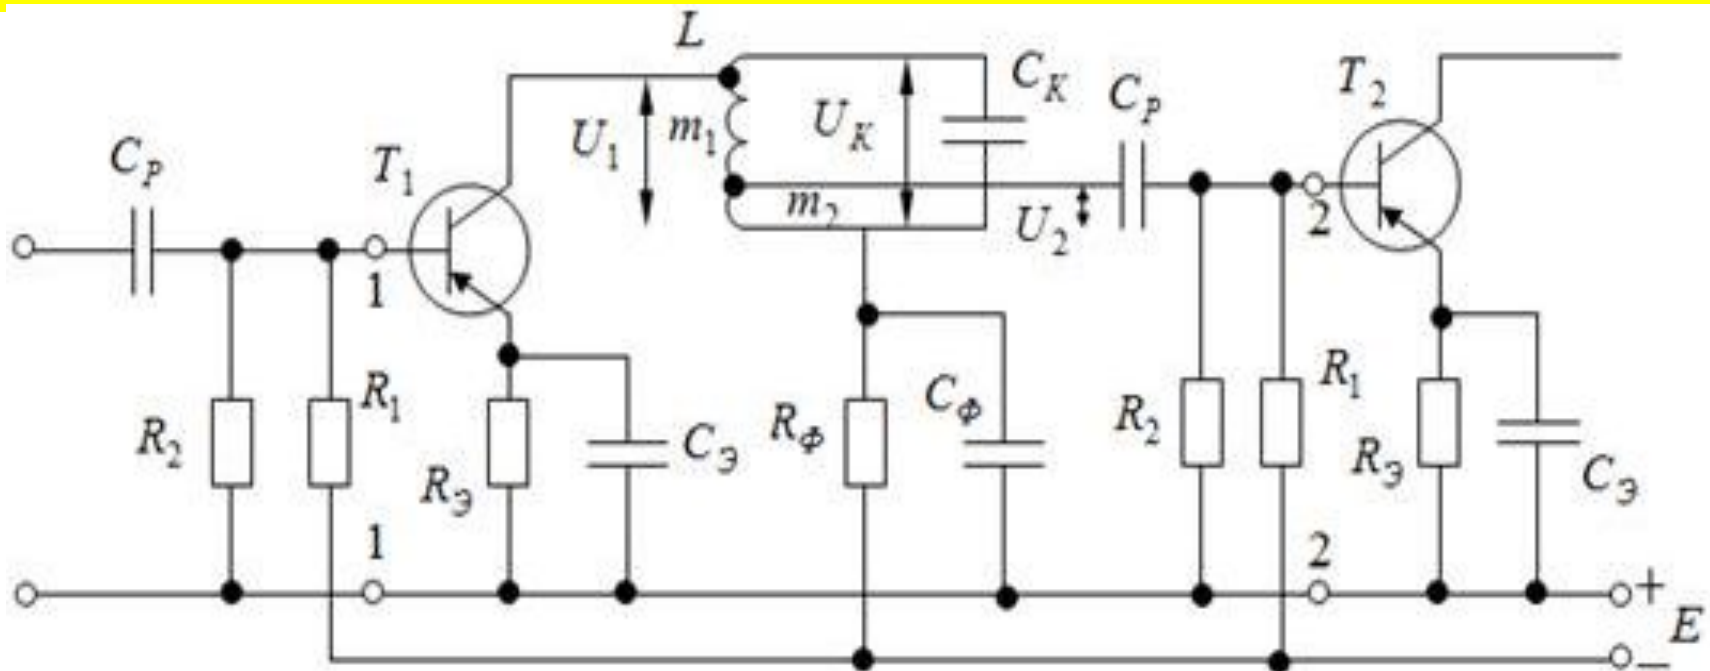 L
C_K
C_P
T_2
U_1
m_1
U_K
C_P
T_1
m_2
U_2
2
1
R_2
R_1
R_Э
C_Э
R_Ф
C_Ф
R_2
R_1
R_Э
C_Э
1
2
+
E
−